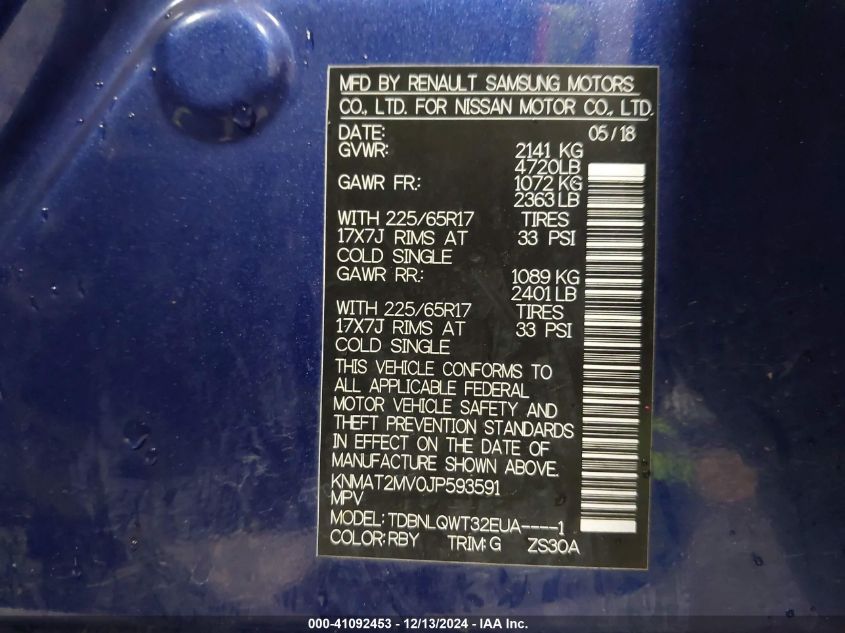 MFD BY RENAULT SAMSUNG MOTORS
CO., LTD. FOR NISSAN MOTOR CO., LTD.
DATE: 05/18
GVWR: 2141 KG
4720LB
GAWR FR.: 1072 KG
2363 LB
WITH 225/65R17 TIRES
17X7J RIMS AT 33 PSI
COLD SINGLE
GAWR RR.: 1089 KG
2401 LB
WITH 225/65R17 TIRES
17X7J RIMS AT 33 PSI
COLD SINGLE
THIS VEHICLE CONFORMS TO
ALL APPLICABLE FEDERAL
MOTOR VEHICLE SAFETY AND
THEFT PREVENTION STANDARDS
IN EFFECT ON THE DATE OF
MANUFACTURE SHOWN ABOVE.
KNMAT2MV0JP593591
MPV
MODEL: TDBNLQWT32EUA----1
COLOR:RBY TRIM:G ZS30A
000-41092453 - 12/13/2024 - IAA Inc.